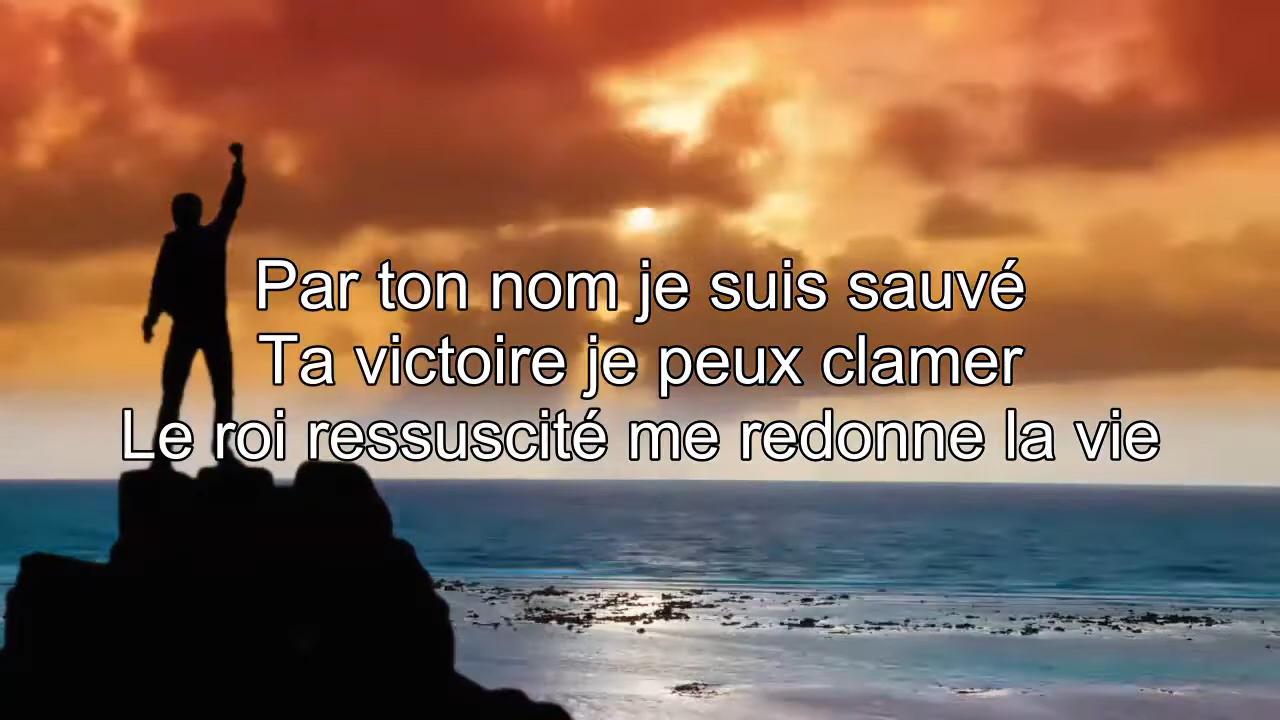 Par ton nom je suis sauvé
Ta victoire je peux clamer
Le roi ressuscité me redonne la vie